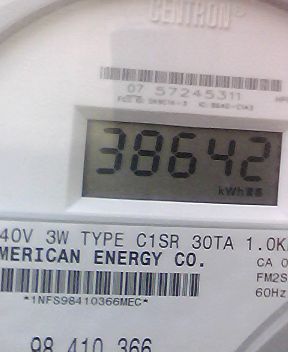 CENTRON®
07 57245311
38642
kWh
40V 3W TYPE C1SR 30TA 1.0K
MERICAN ENERGY CO.
CA 0
FM2S
60Hz
*1NFS98410366MEC*
98 410 366